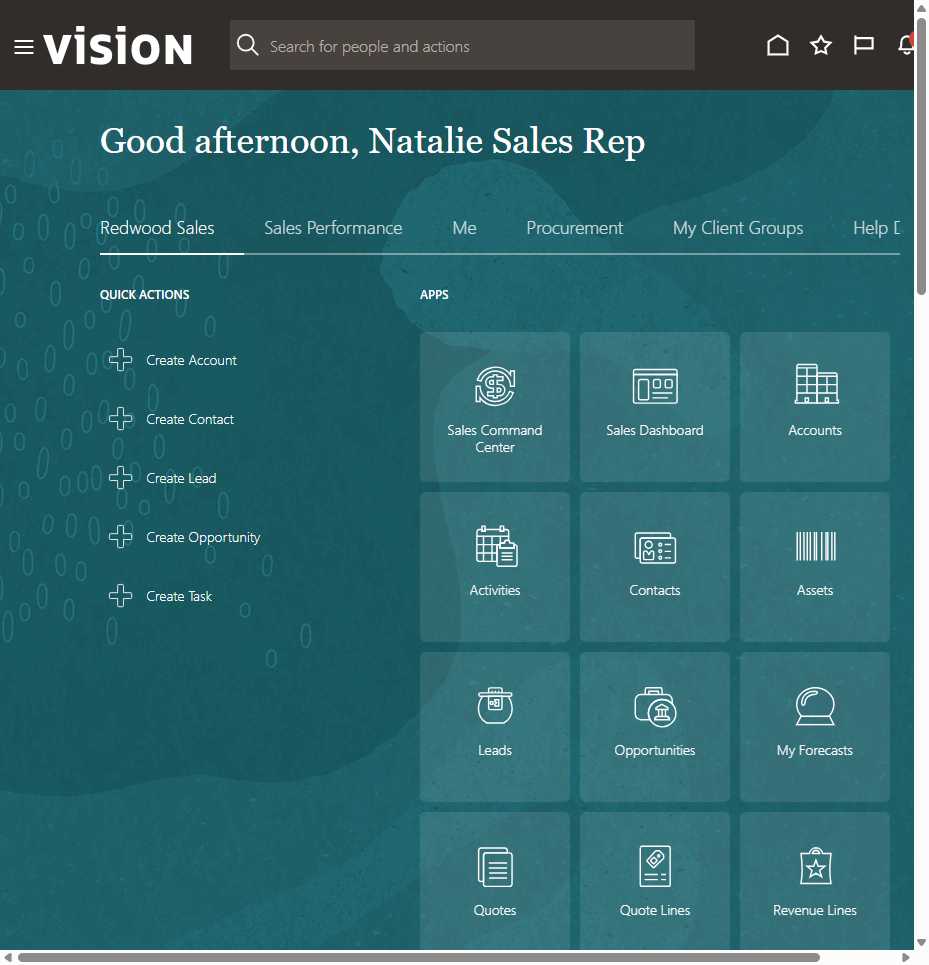 VISION
Search for people and actions
Good afternoon, Natalie Sales Rep
Redwood Sales
Sales Performance
Me
Procurement
My Client Groups
Help D
QUICK ACTIONS
Create Account
Create Contact
Create Lead
Create Opportunity
Create Task
APPS
Sales Command
Center
Sales Dashboard
Accounts
Activities
Contacts
Assets
Leads
Opportunities
My Forecasts
Quotes
Quote Lines
Revenue Lines